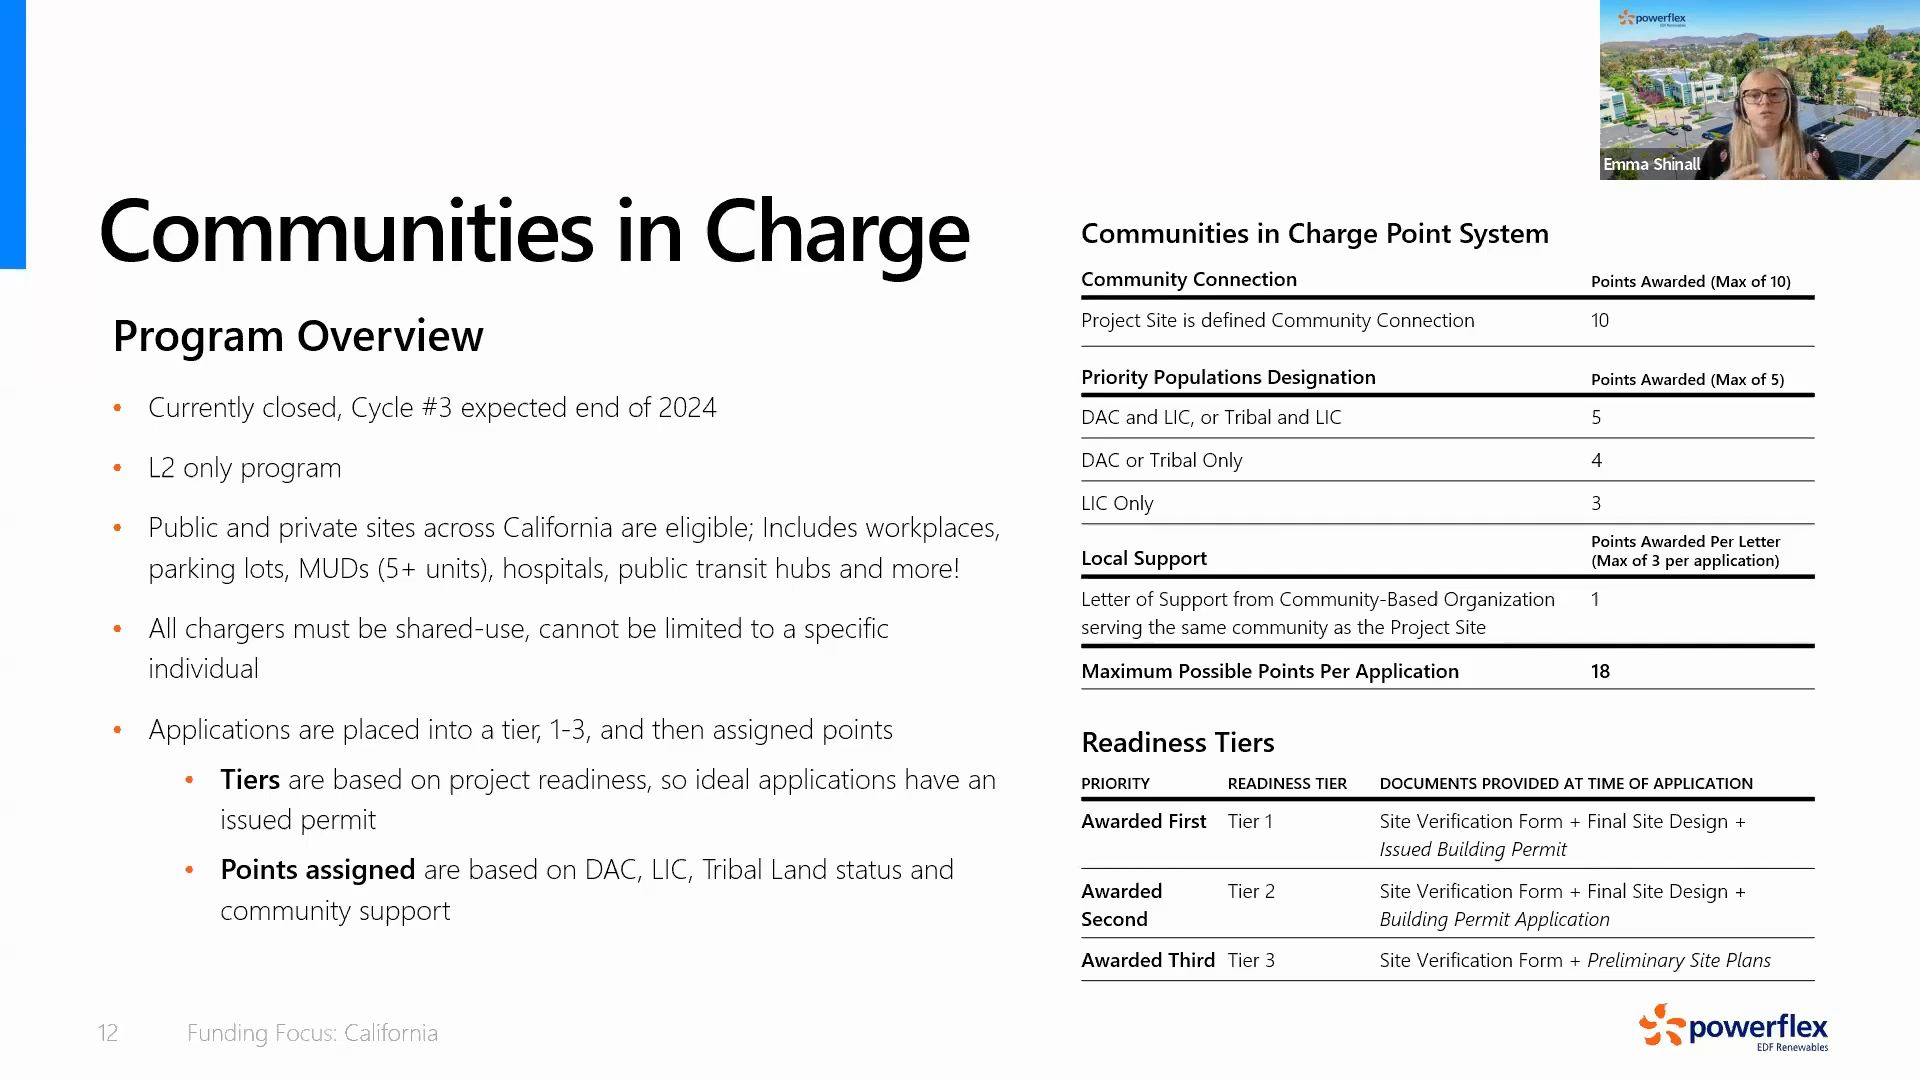 powerflex
EDF Renewables
Emma Shinall
Communities in Charge
Program Overview
• Currently closed, Cycle #3 expected end of 2024
• L2 only program
• Public and private sites across California are eligible; Includes workplaces,
parking lots, MUDs (5+ units), hospitals, public transit hubs and more!
• All chargers must be shared-use, cannot be limited to a specific
individual
• Applications are placed into a tier, 1-3, and then assigned points
• Tiers are based on project readiness, so ideal applications have an
issued permit
• Points assigned are based on DAC, LIC, Tribal Land status and
community support
Communities in Charge Point System
Community Connection Points Awarded (Max of 10)
Project Site is defined Community Connection 10
Priority Populations Designation Points Awarded (Max of 5)
DAC and LIC, or Tribal and LIC 5
DAC or Tribal Only 4
LIC Only 3
Local Support Points Awarded Per Letter
(Max of 3 per application)
Letter of Support from Community-Based Organization 1
serving the same community as the Project Site
Maximum Possible Points Per Application 18
Readiness Tiers
PRIORITY READINESS TIER DOCUMENTS PROVIDED AT TIME OF APPLICATION
Awarded First Tier 1 Site Verification Form + Final Site Design +
Issued Building Permit
Awarded Tier 2 Site Verification Form + Final Site Design +
Second Building Permit Application
Awarded Third Tier 3 Site Verification Form + Preliminary Site Plans
12 Funding Focus: California
powerflex
EDF Renewables